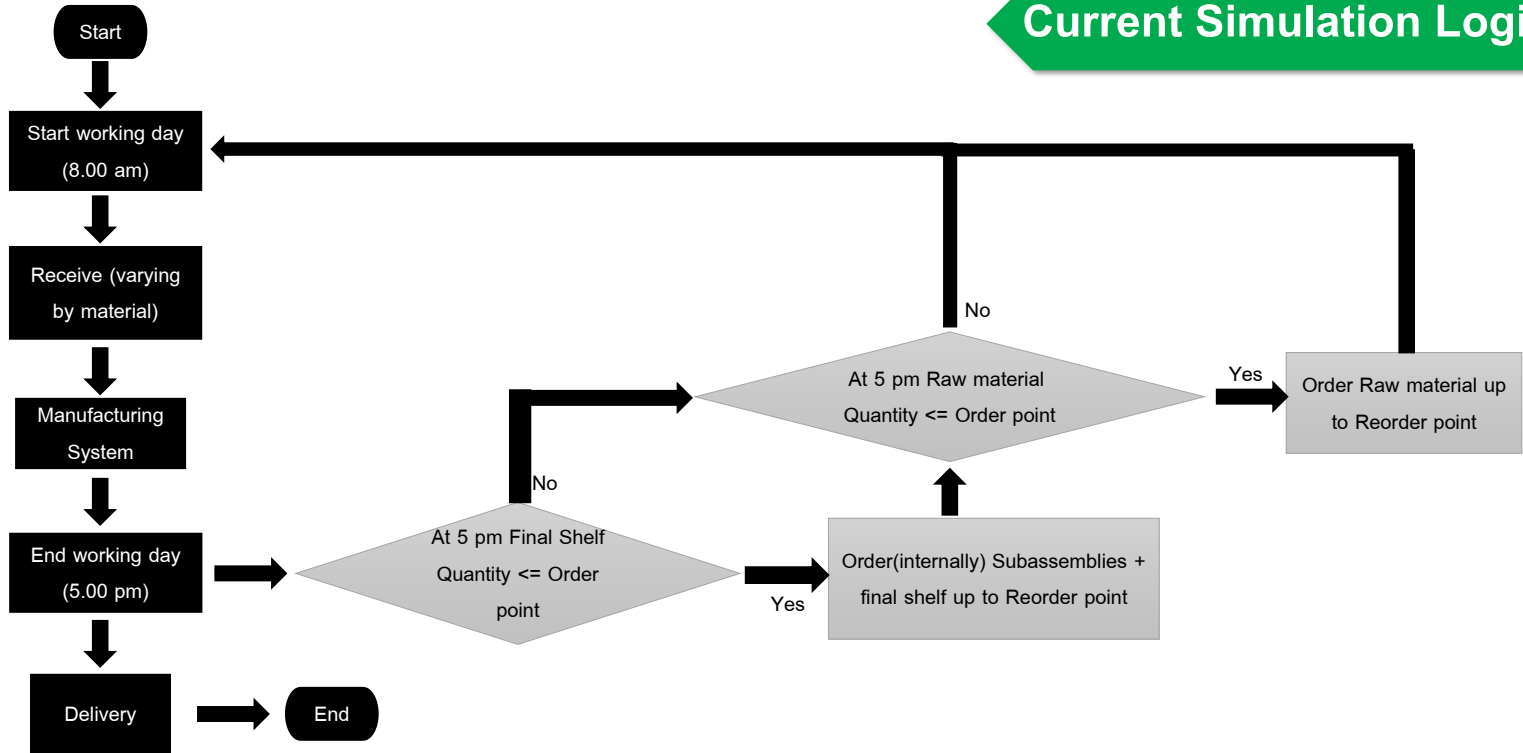 Current Simulation Logi
Start
Start working day
(8.00 am)
Receive (varying
by material)
Manufacturing
System
End working day
(5.00 pm)
Delivery
End
At 5 pm Final Shelf
Quantity <= Order
point
No
Yes
Order(internally) Subassemblies +
final shelf up to Reorder point
At 5 pm Raw material
Quantity <= Order point
No
Yes
Order Raw material up
to Reorder point